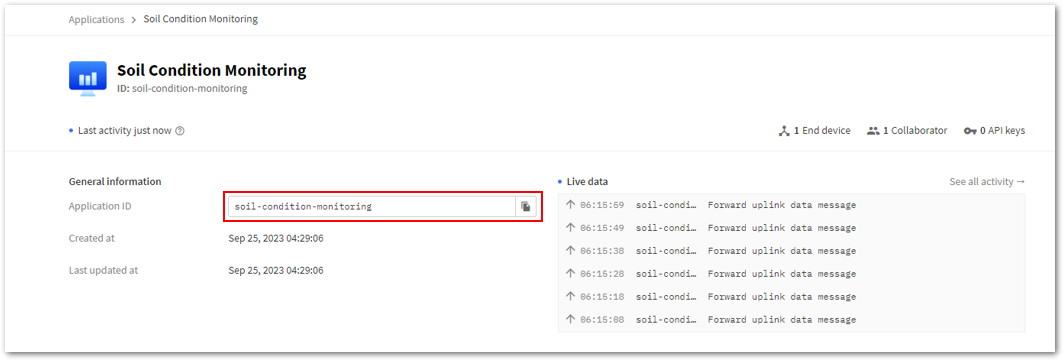 Applications > Soil Condition Monitoring
Soil Condition Monitoring
ID: soil-condition-monitoring
Last activity just now
1 End device
1 Collaborator
0 API keys
General information
Application ID
soil-condition-monitoring
Created at
Sep 25, 2023 04:29:06
Last updated at
Sep 25, 2023 04:29:06
Live data
See all activity →
↑ 06:15:59 soil-condi… Forward uplink data message
↑ 06:15:49 soil-condi… Forward uplink data message
↑ 06:15:38 soil-condi… Forward uplink data message
↑ 06:15:28 soil-condi… Forward uplink data message
↑ 06:15:18 soil-condi… Forward uplink data message
↑ 06:15:08 soil-condi… Forward uplink data message